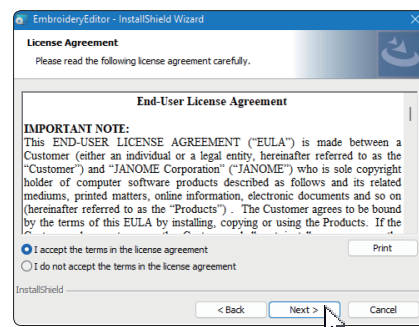 EmbroideryEditor - InstallShield Wizard
License Agreement
Please read the following license agreement carefully.
End-User License Agreement
IMPORTANT NOTE:
This END-USER LICENSE AGREEMENT (“EULA”) is made between a
Customer (either an individual or a legal entity, hereinafter referred to as the
“Customer”) and “JANOME Corporation” (“JANOME”) who is sole copyright
holder of computer software products described as follows and its related
mediums, printed matters, online information, electronic documents and so on
(hereinafter referred to as the “Products”) . The Customer agrees to be bound
by the terms of this EULA by installing, copying or using the Products. If the
I accept the terms in the license agreement
Print
I do not accept the terms in the license agreement
InstallShield
< Back
Next >
Cancel